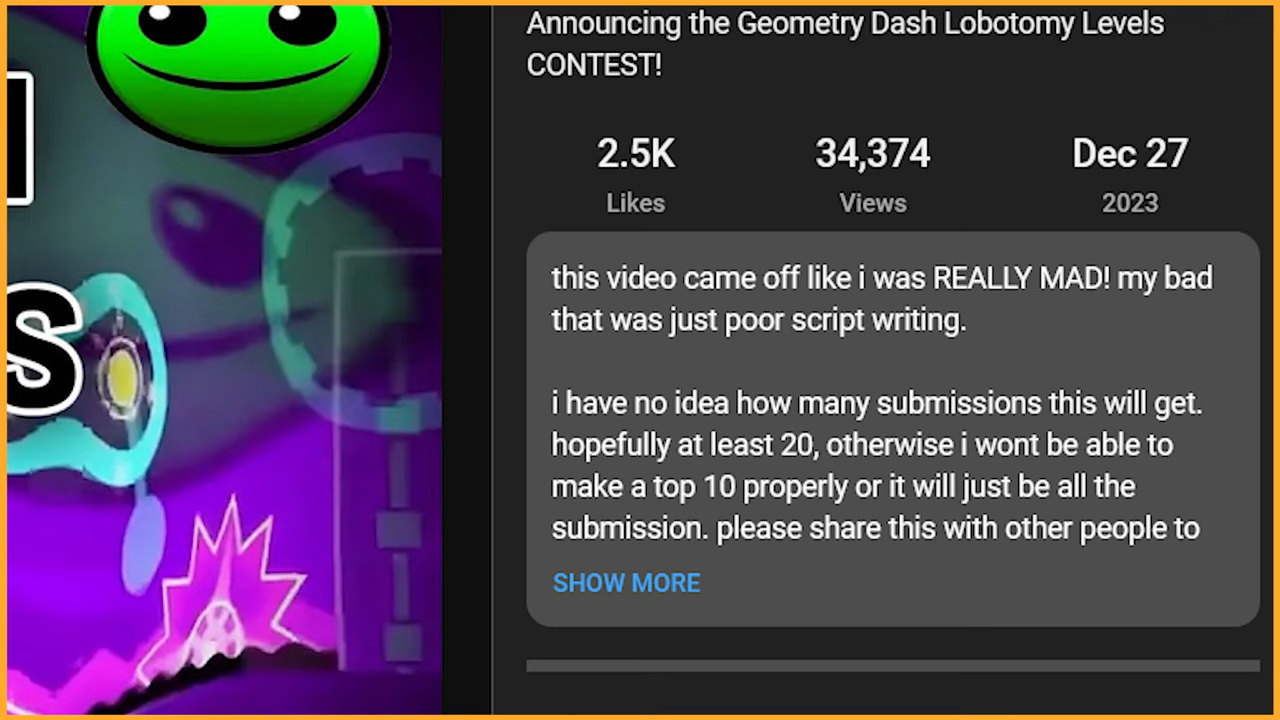 Announcing the Geometry Dash Lobotomy Levels
CONTEST!
2.5K
34,374
Dec 27
Likes
Views
2023
this video came off like i was REALLY MAD! my bad
that was just poor script writing.
i have no idea how many submissions this will get.
hopefully at least 20, otherwise i wont be able to
make a top 10 properly or it will just be all the
submission. please share this with other people to
SHOW MORE
S